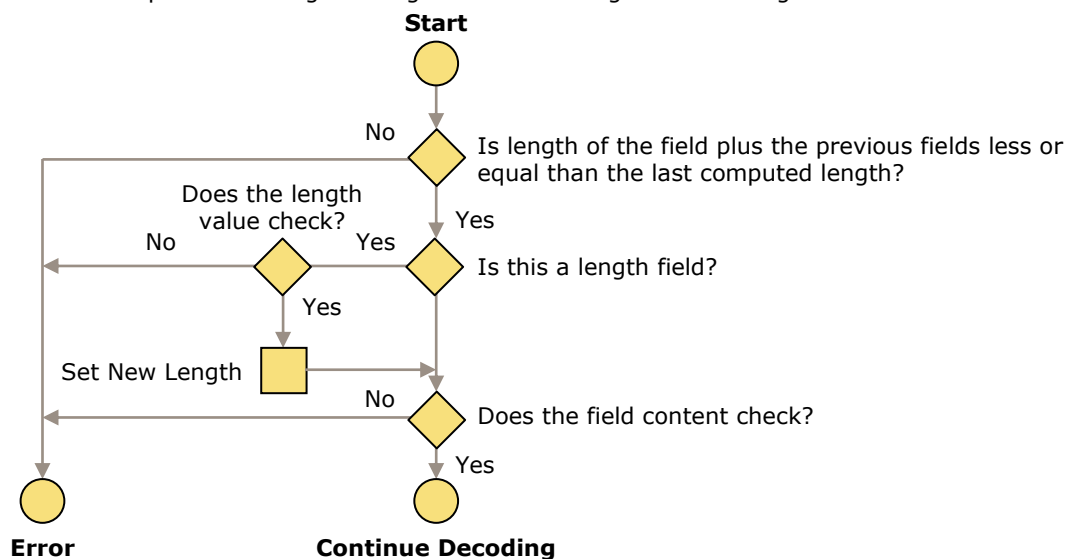 Start
No
Is length of the field plus the previous fields less or
equal than the last computed length?
Does the length
value check?
Yes
No
Yes
Is this a length field?
Yes
Set New Length
No
Does the field content check?
Yes
Error
Continue Decoding